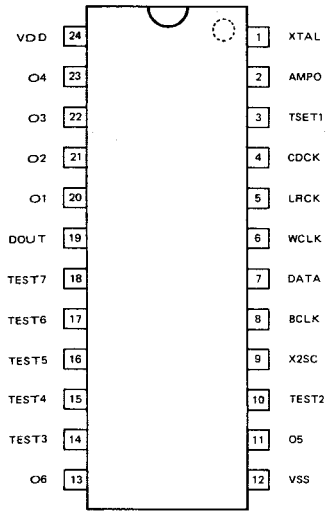 VDD 24 1 XTAL
O4 23 2 AMPO
O3 22 3 TSET1
O2 21 4 CDCK
O1 20 5 LRCK
DOUT 19 6 WCLK
TEST7 18 7 DATA
TEST6 17 8 BCLK
TEST5 16 9 X2SC
TEST4 15 10 TEST2
TEST3 14 11 O5
O6 13 12 VSS